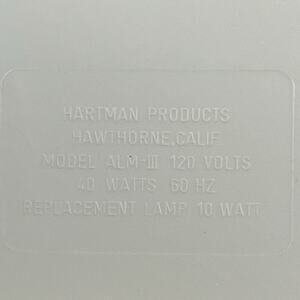 HARTMAN PRODUCTS
HAWTHORNE, CALIF
MODEL ALM-III 120 VOLTS
40 WATTS 60 HZ
REPLACEMENT LAMP 10 WATT